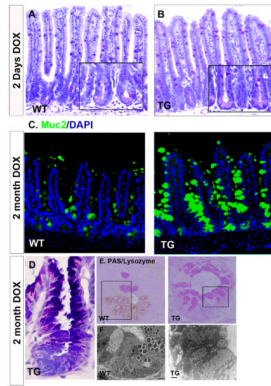 2 Days DOX
A
WT
B
TG
C. Muc2/DAPI
2 month DOX
WT
TG
2 month DOX
D
TG
E. PAS/Lysozyme
WT
TG
WT
TG